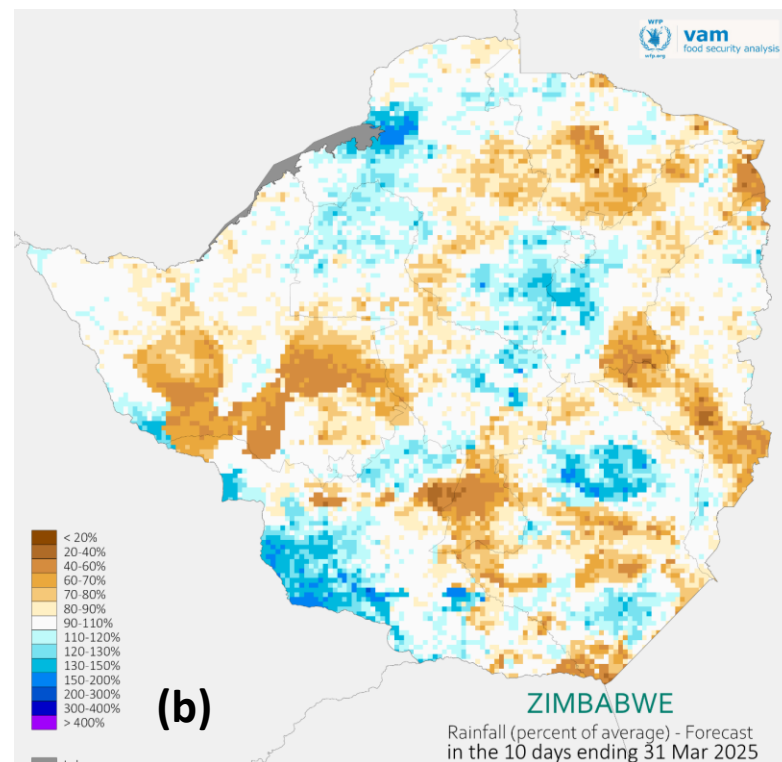 WFP
wfp.org
vam
food security analysis
< 20%
20-40%
40-60%
60-70%
70-80%
80-90%
90-110%
110-120%
120-130%
130-150%
150-200%
200-300%
300-400%
> 400%
(b)
ZIMBABWE
Rainfall (percent of average) - Forecast
in the 10 days ending 31 Mar 2025